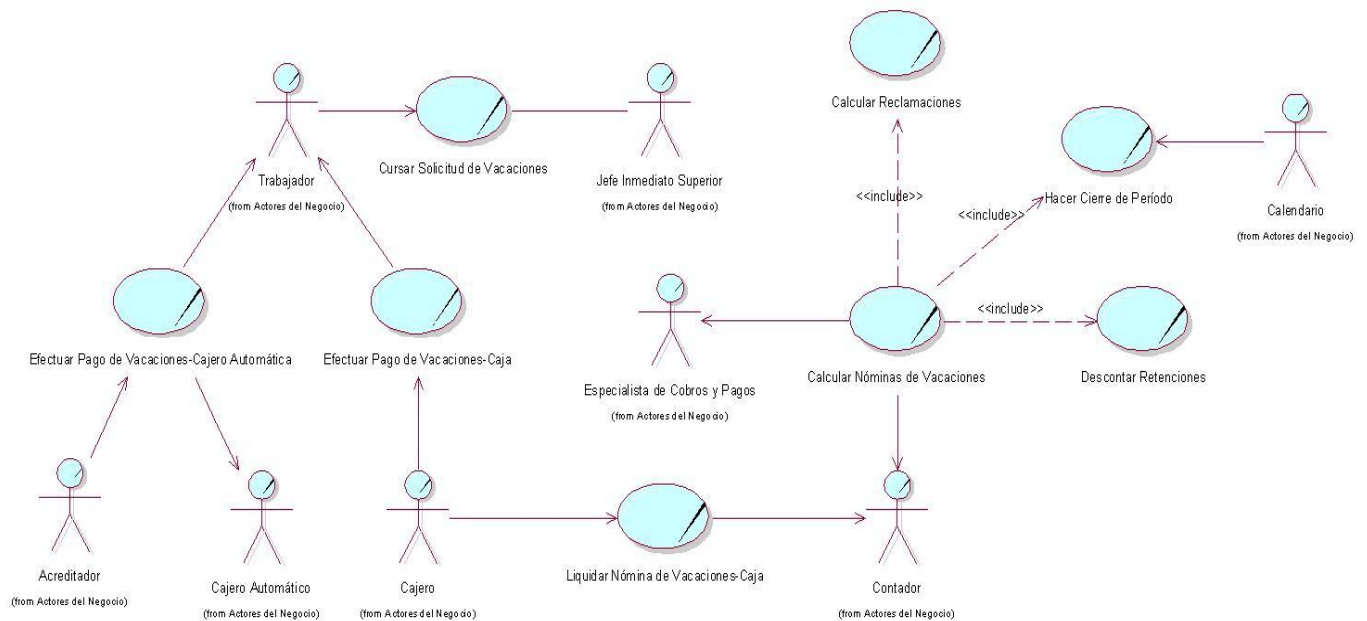 Calcular Reclamaciones
Trabajador
(from Actores del Negocio)
Cursar Solicitud de Vacaciones
Jefe Inmediato Superior
(from Actores del Negocio)
<<include>>
<<include>>
Hacer Cierre de Período
Calendario
(from Actores del Negocio)
<<include>>
Efectuar Pago de Vacaciones-Cajero Automática
Efectuar Pago de Vacaciones-Caja
Especialista de Cobros y Pagos
(from Actores del Negocio)
Calcular Nóminas de Vacaciones
Descontar Retenciones
Acreditador
(from Actores del Negocio)
Cajero Automático
(from Actores del Negocio)
Cajero
(from Actores del Negocio)
Liquidar Nómina de Vacaciones-Caja
Contador
(from Actores del Negocio)